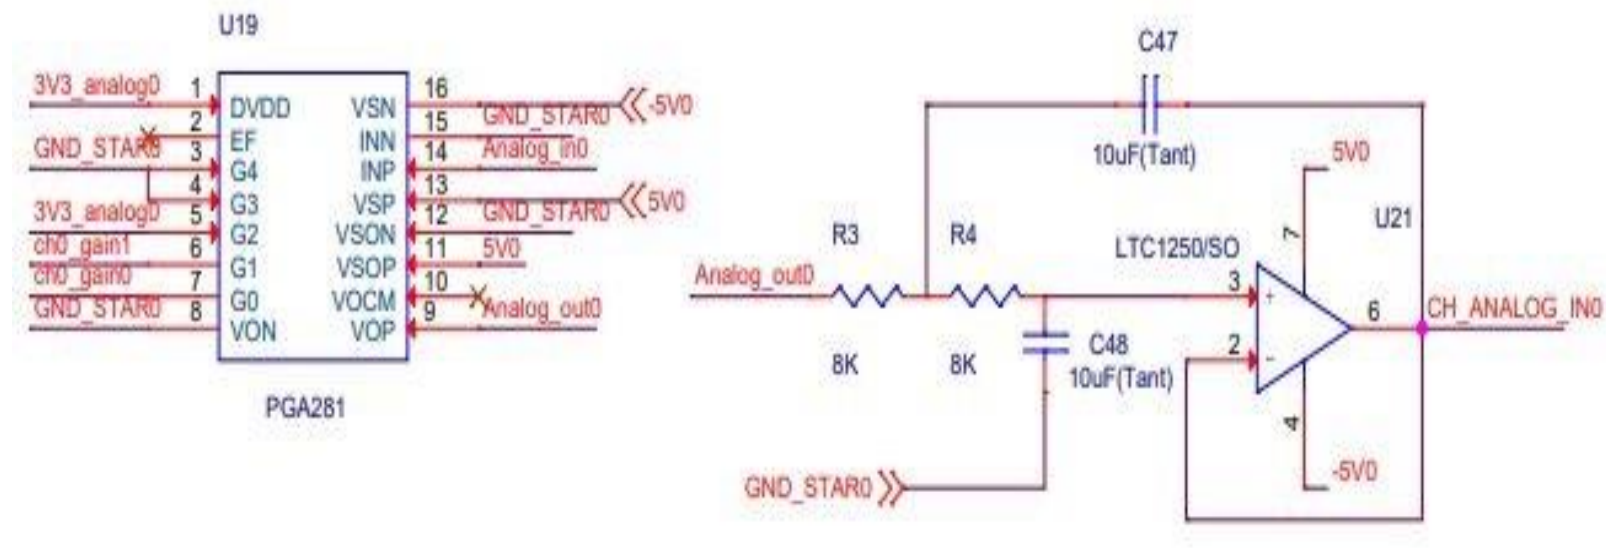 U19
3V3_analog0 1 DVDD VSN 16 -5V0
2 EF INN 15 GND_STAR0
GND_STAR0 3 G4 INP 14 Analog_in0
4 G3 VSP 13 5V0
3V3_analog0 5 G2 VSON 12 GND_STAR0
ch0_gain1 6 G1 VSOP 11 5V0
ch0_gain0 7 G0 VOCM 10
GND_STAR0 8 VON VOP 9 Analog_out0
PGA281
C47
10uF(Tant)
5V0
U21
R3 R4 LTC1250/SO
7
Analog_out0
3 +
6 CH_ANALOG_IN0
2 -
8K 8K
C48
10uF(Tant)
4
-5V0
GND_STAR0